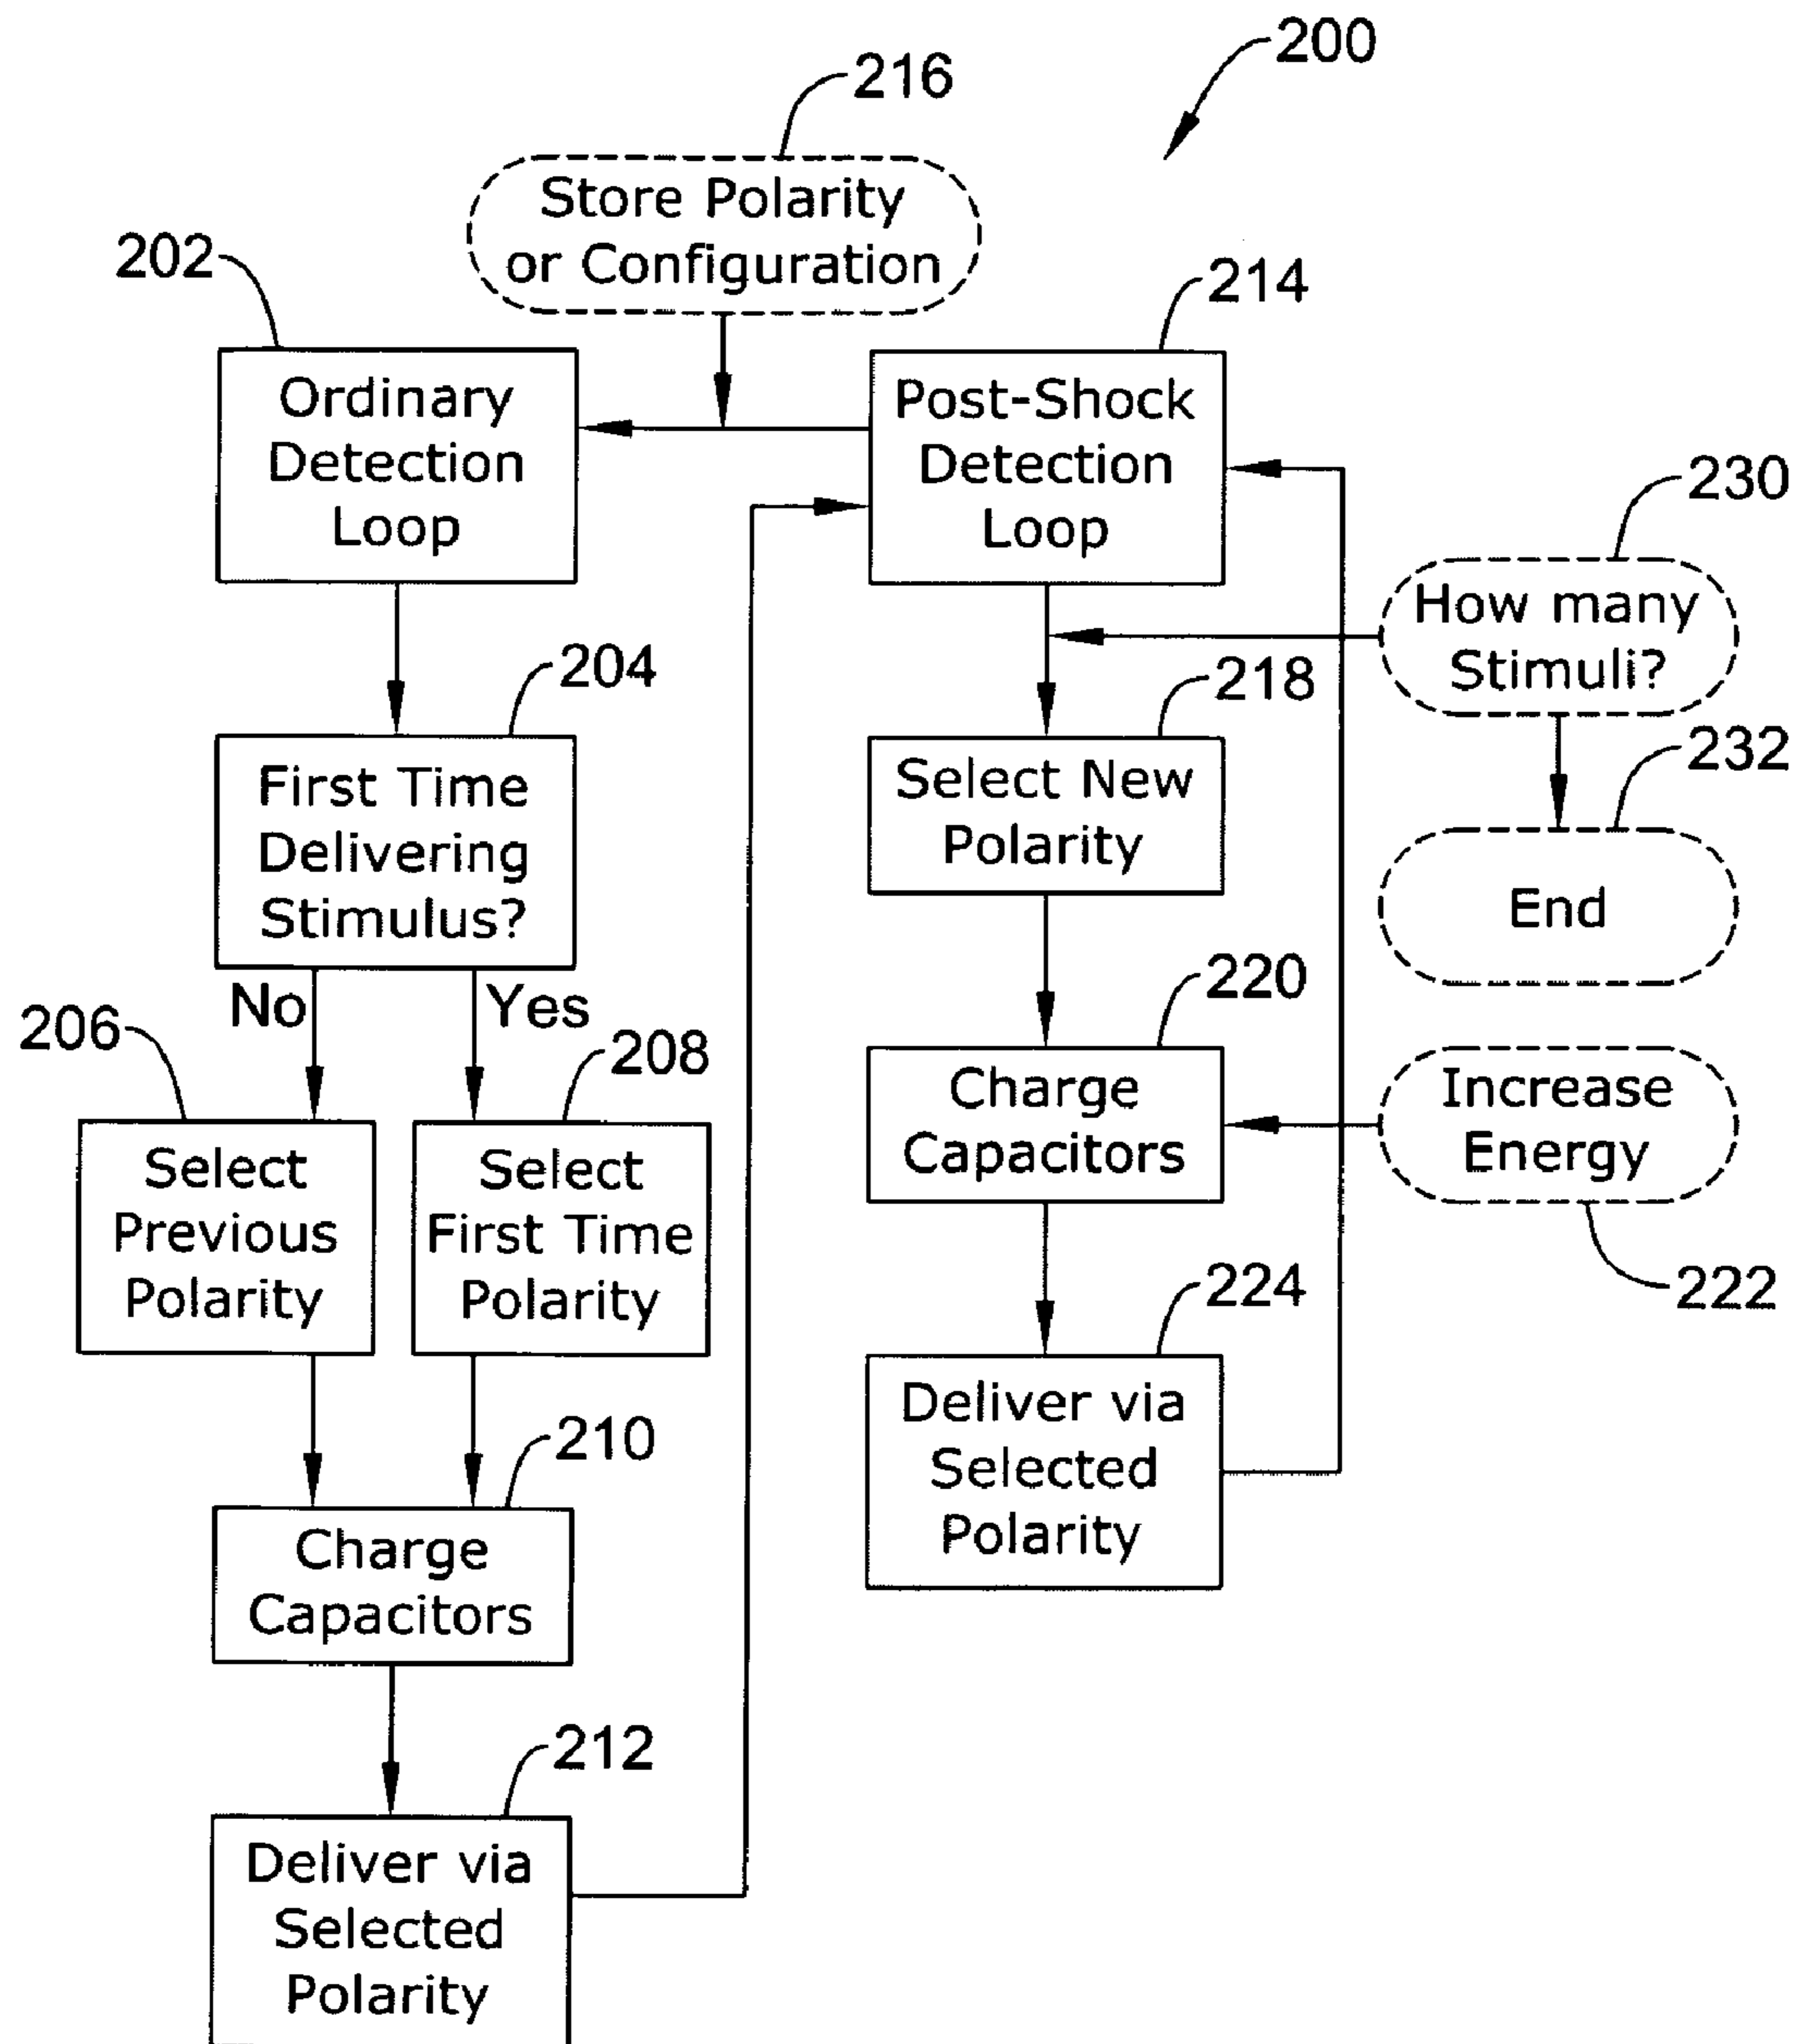 200
216
Store Polarity
or Configuration
202
214
Ordinary
Detection
Loop
Post-Shock
Detection
Loop
230
How many
Stimuli?
204
218
232
First Time
Delivering
Stimulus?
Select New
Polarity
End
No
Yes
220
206
208
Charge
Capacitors
Increase
Energy
222
Select
Previous
Polarity
Select
First Time
Polarity
224
Deliver via
Selected
Polarity
210
Charge
Capacitors
212
Deliver via
Selected
Polarity